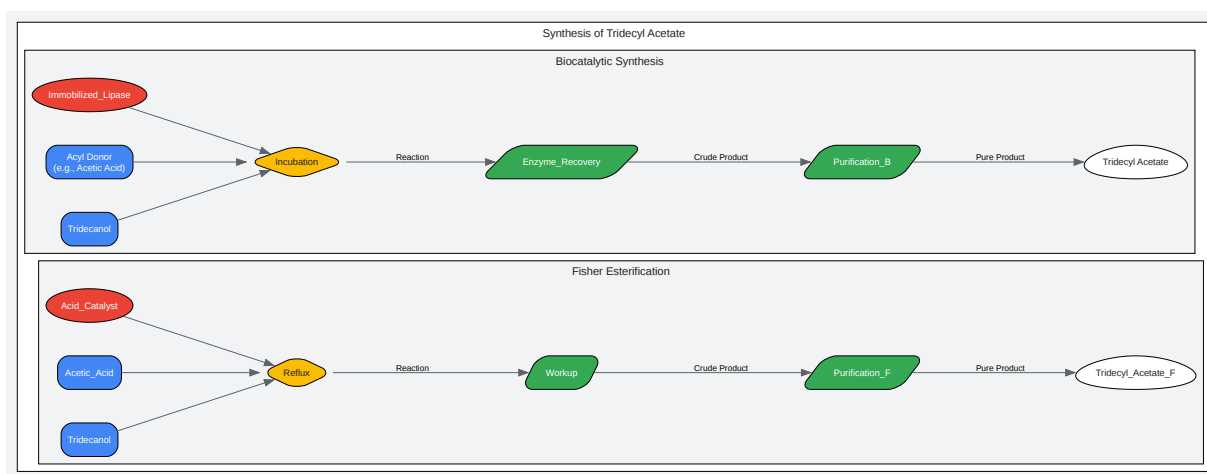 Synthesis of Tridecyl Acetate
Biocatalytic Synthesis
Immobilized_Lipase
Acyl Donor
(e.g., Acetic Acid)
Tridecanol
Incubation
Reaction
Enzyme_Recovery
Crude Product
Purification_B
Pure Product
Tridecyl Acetate
Fisher Esterification
Acid_Catalyst
Acetic_Acid
Tridecanol
Reflux
Reaction
Workup
Crude Product
Purification_F
Pure Product
Tridecyl_Acetate_F